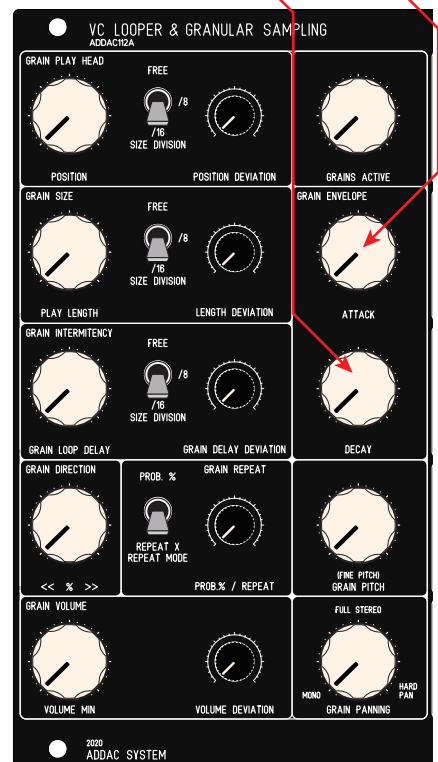 VC LOOPER & GRANULAR SAMPLING
ADDAC112A
GRAIN PLAY HEAD
FREE
/8
/16
SIZE DIVISION
POSITION
POSITION DEVIATION
GRAINS ACTIVE
GRAIN SIZE
FREE
/8
/16
SIZE DIVISION
PLAY LENGTH
LENGTH DEVIATION
GRAIN ENVELOPE
ATTACK
GRAIN INTERMITENCY
FREE
/8
/16
SIZE DIVISION
GRAIN LOOP DELAY
GRAIN DELAY DEVIATION
DECAY
GRAIN DIRECTION
<< % >>
PROB. %
GRAIN REPEAT
REPEAT X
REPEAT MODE
PROB.% / REPEAT
(FINE PITCH)
GRAIN PITCH
GRAIN VOLUME
VOLUME MIN
VOLUME DEVIATION
FULL STEREO
MONO
HARD
PAN
GRAIN PANNING
2020
ADDAC SYSTEM